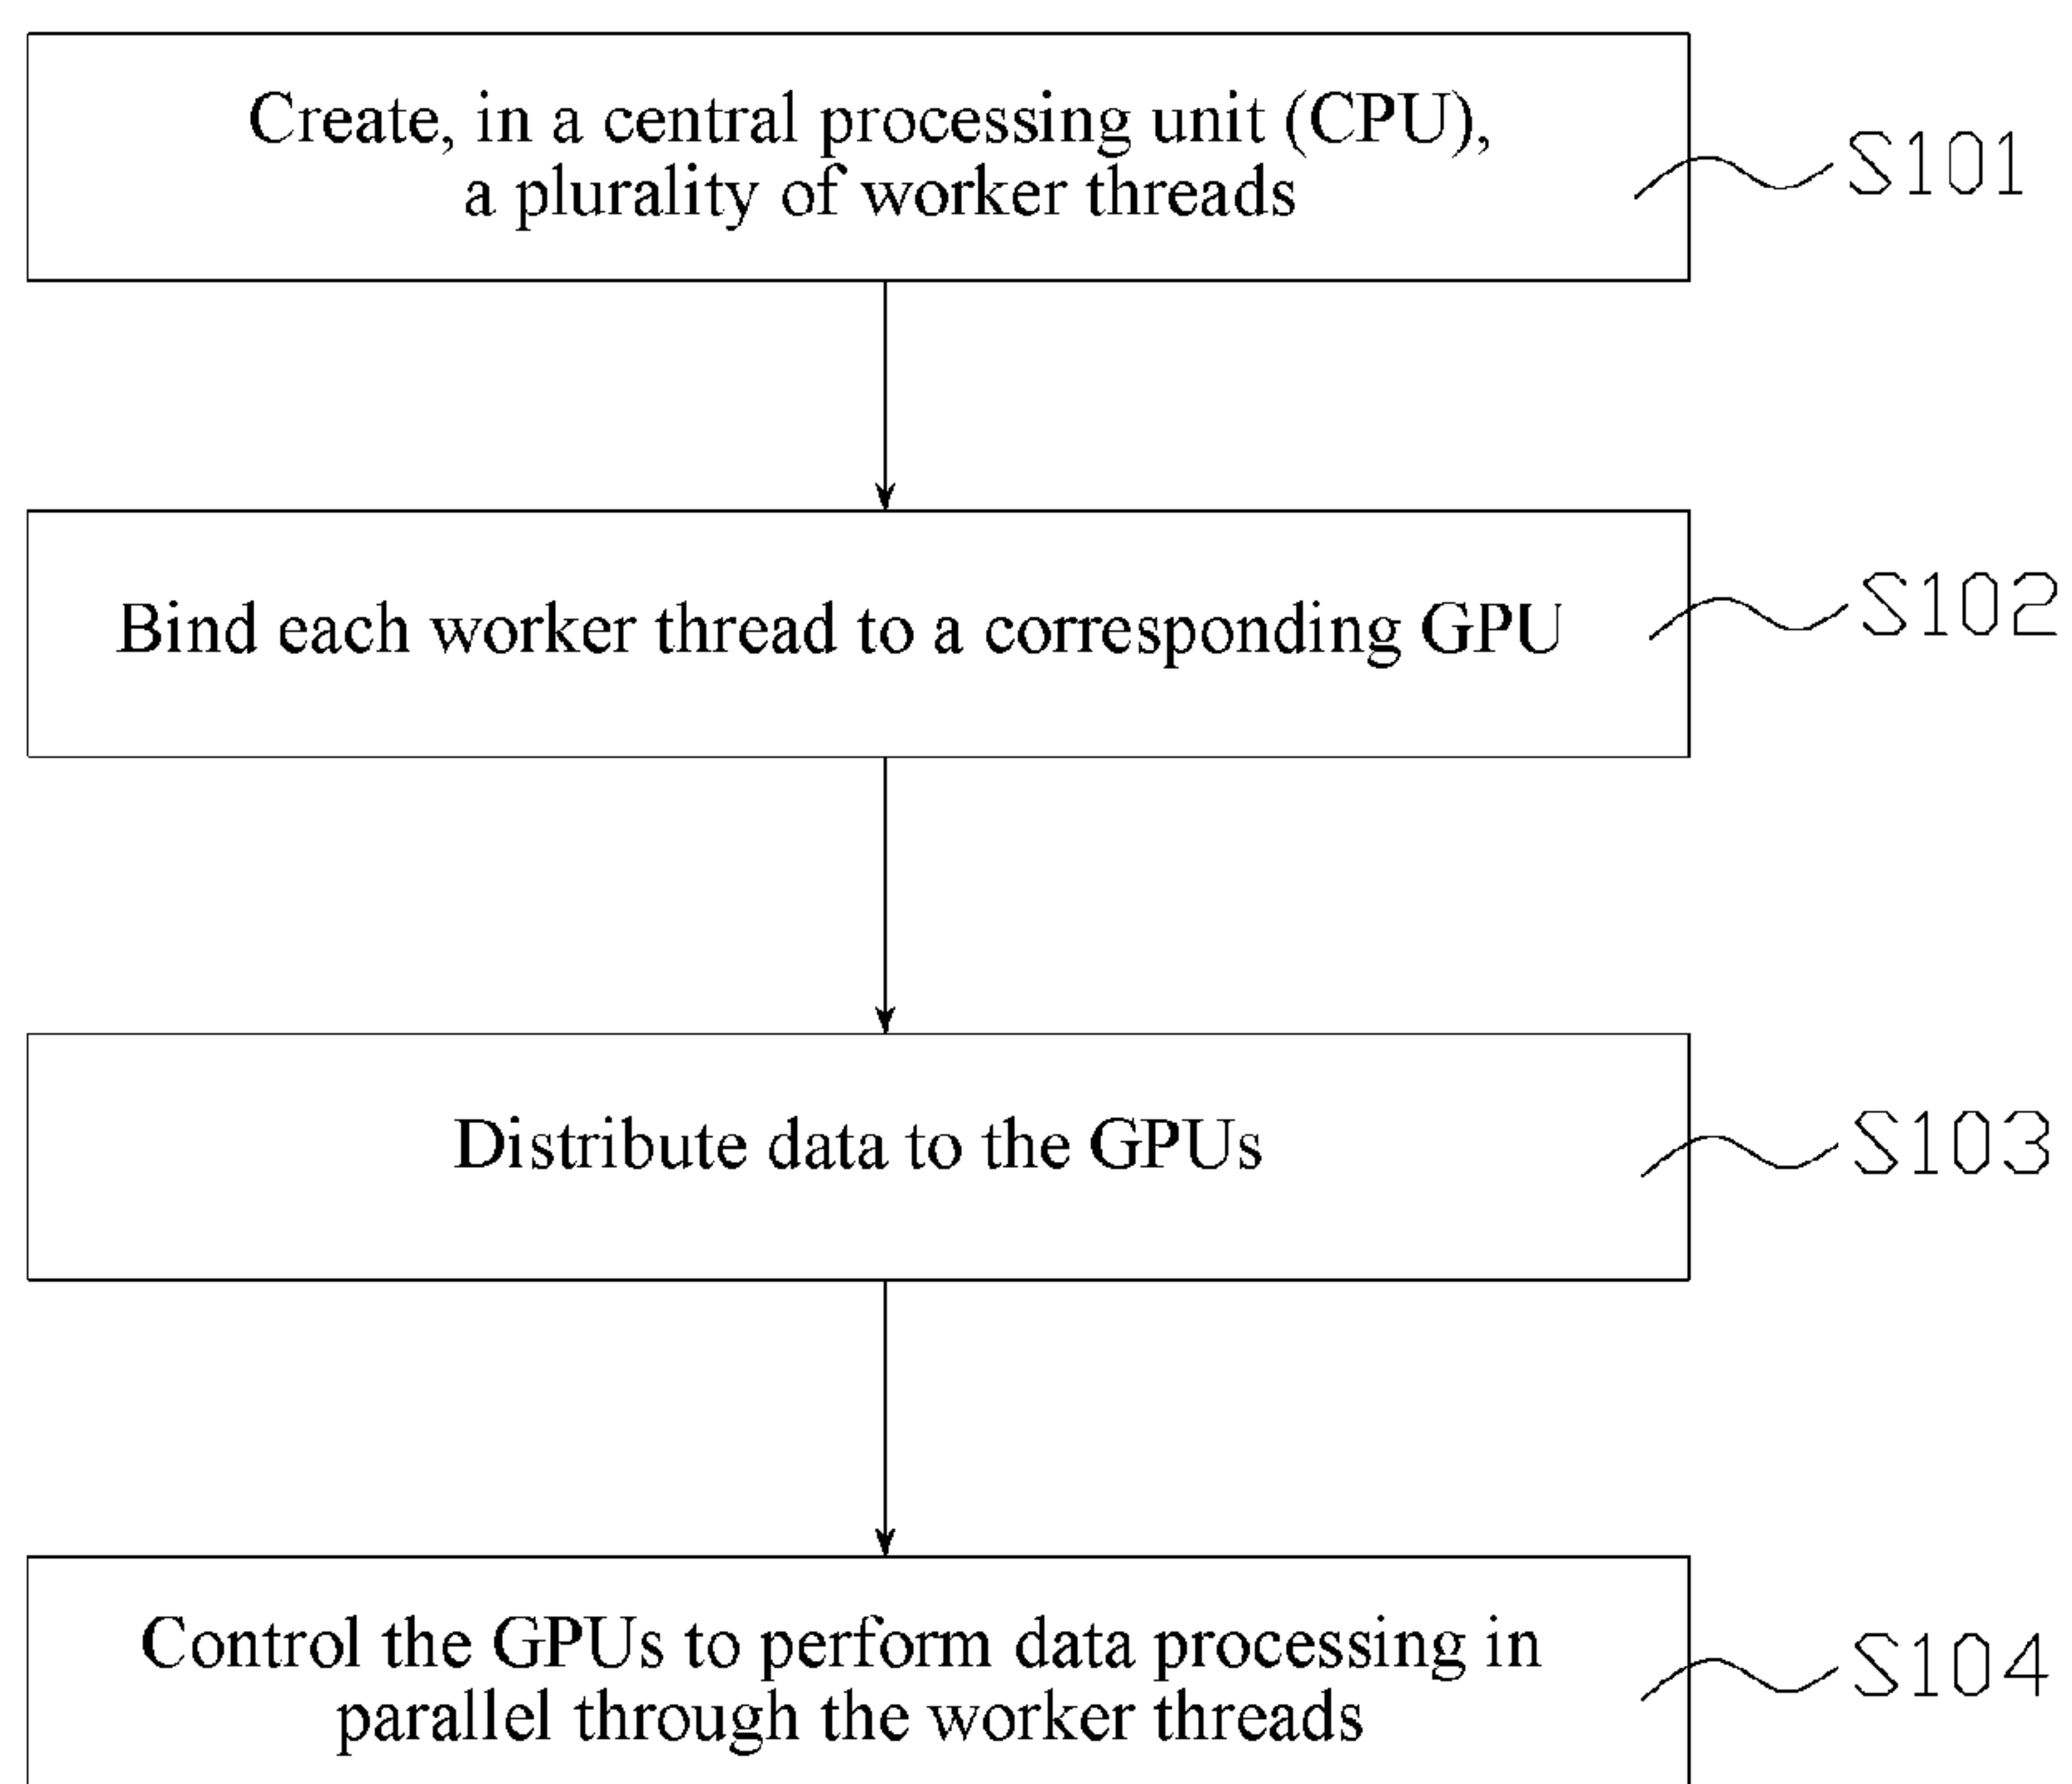 Create, in a central processing unit (CPU),
a plurality of worker threads
S101
Bind each worker thread to a corresponding GPU
S102
Distribute data to the GPUs
S103
Control the GPUs to perform data processing in
parallel through the worker threads
S104